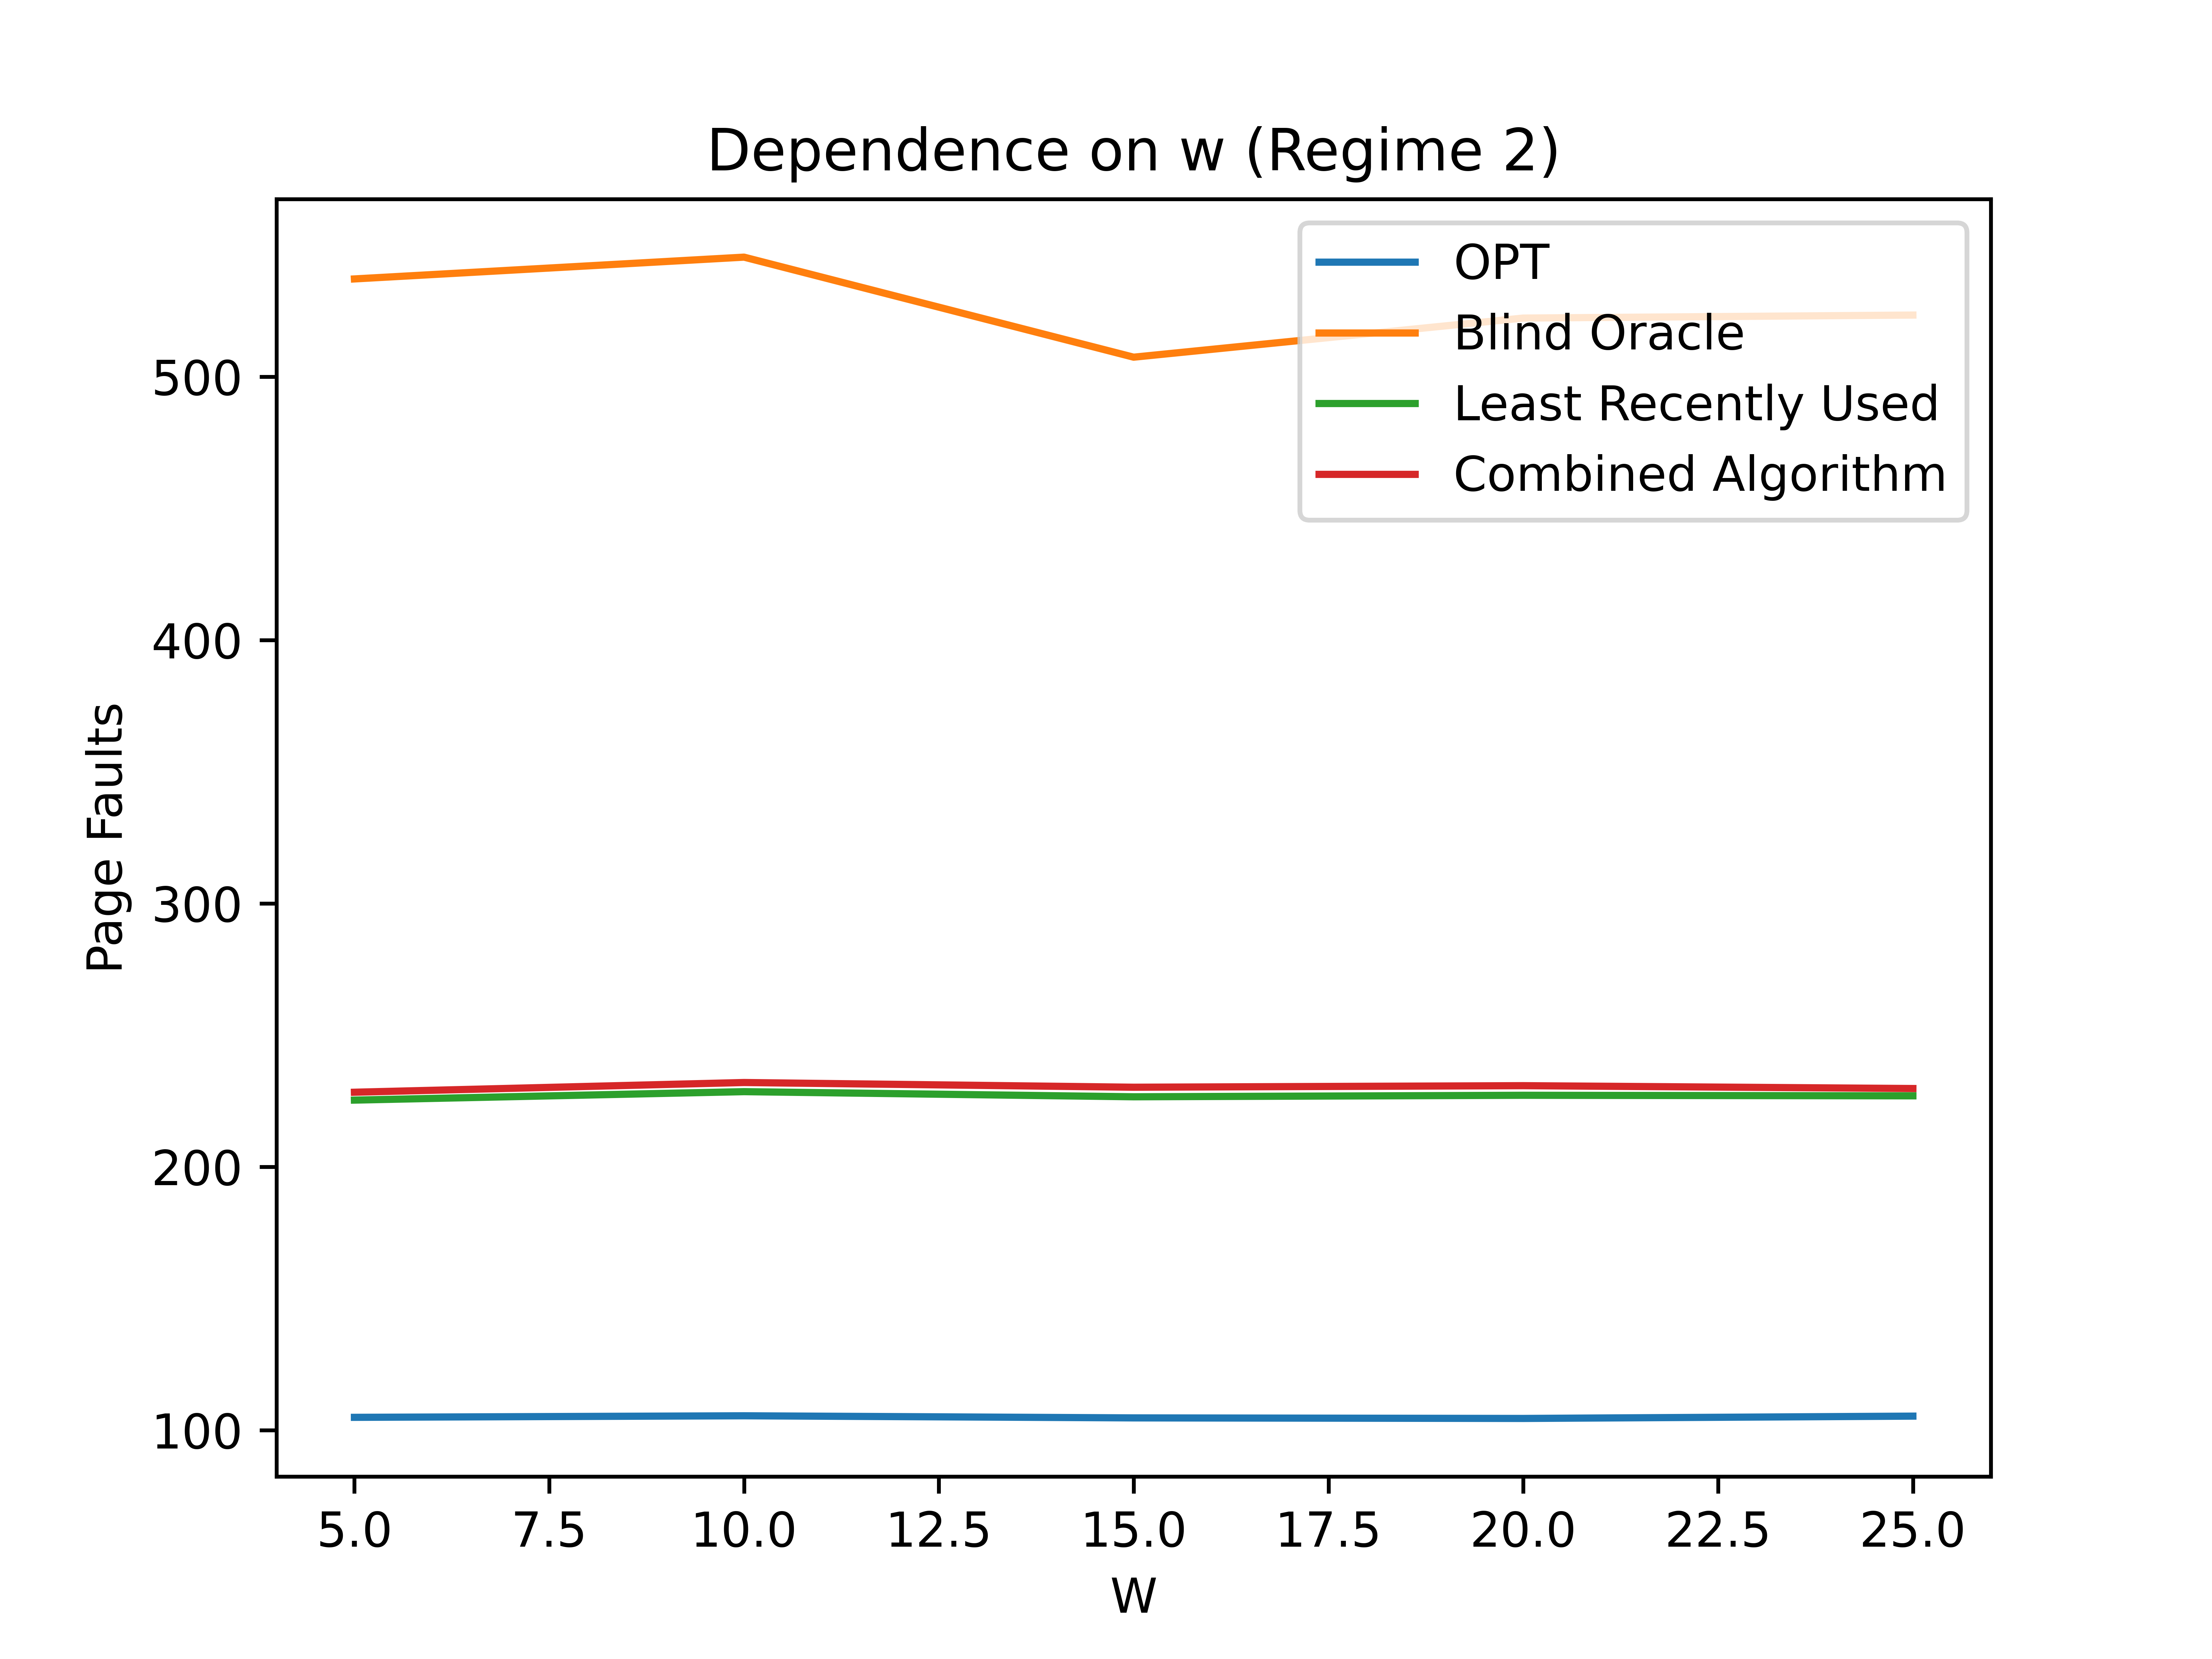 Dependence on w (Regime 2)
OPT
Blind Oracle
Least Recently Used
Combined Algorithm
Page Faults
500
400
300
200
100
5.0 7.5 10.0 12.5 15.0 17.5 20.0 22.5 25.0
W